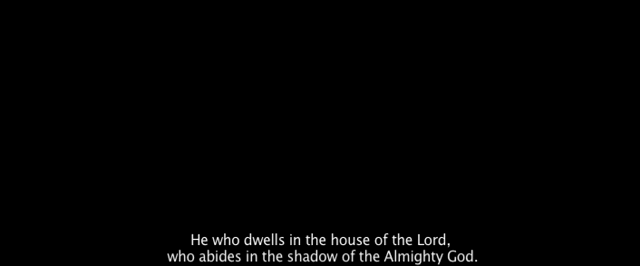 He who dwells in the house of the Lord,
who abides in the shadow of the Almighty God.